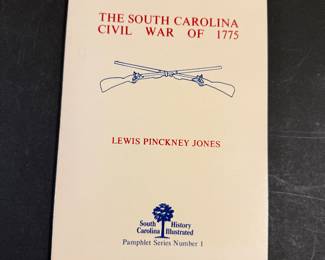 THE SOUTH CAROLINA
CIVIL WAR OF 1775
LEWIS PINCKNEY JONES
South History
Carolina Illustrated
Pamphlet Series Number 1